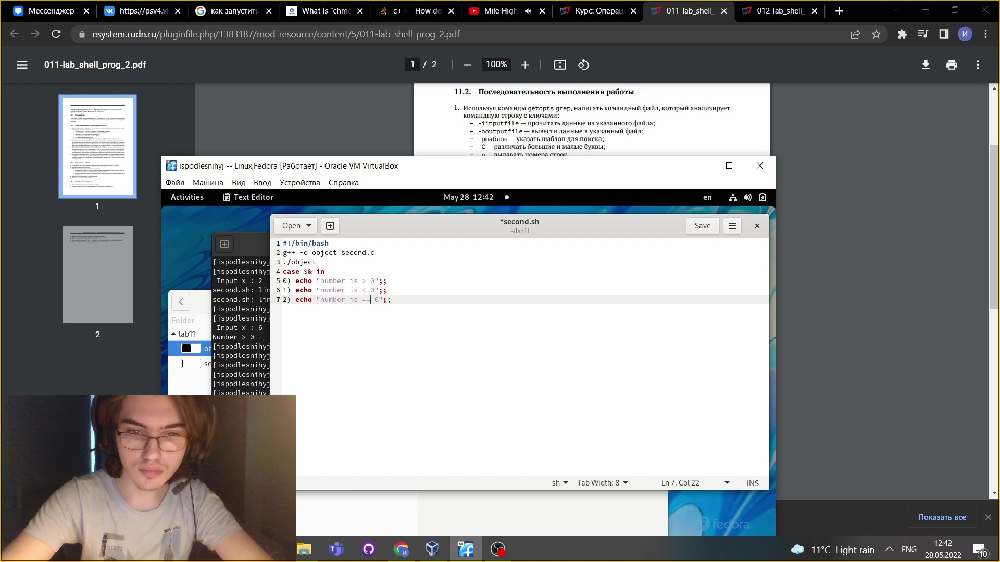 Мессенджер
https://psv4.vk
как запустить
What Is “chmo
c++ - How do
Mile High
Курс: Операц
011-lab_shell_
012-lab_shell_
esystem.rudn.ru/pluginfile.php/1383187/mod_resource/content/5/011-lab_shell_prog_2.pdf
И
011-lab_shell_prog_2.pdf
1 / 2
100%
1
2
11.2. Последовательность выполнения работы
1. Используя команды getopts grep, написать командный файл, который анализирует
командную строку с ключами:
– -iinputfile — прочитать данные из указанного файла;
– -ooutputfile — вывести данные в указанный файл;
– -pшаблон — указать шаблон для поиска;
– -C — различать большие и малые буквы;
– -n — выдавать номера строк
ispodlesnihyj -- Linux,Fedora [Работает] - Oracle VM VirtualBox
Файл Машина Вид Ввод Устройства Справка
Activities Text Editor May 28 12:42 en
Open
*second.sh
~/lab11
Save
1 #!/bin/bash
2 g++ -o object second.c
3 ./object
4 case $& in
5 0) echo "number is > 0";;
6 1) echo "number is < 0";;
7 2) echo "number is == 0";;
[ispodlesnihyj
[ispodlesnihyj
Input x : 2
second.sh: lin
second.sh: lin
[ispodlesnihyj
[ispodlesnihyj
Input x : 6
Number > 0
[ispodlesnihyj
[ispodlesnihyj
[ispodlesnihyj
[ispodlesnihyj
[ispodlesnihyj
[ispodlesnihyj
Folder
lab11
ob
se
sh Tab Width: 8 Ln 7, Col 22 INS
fedora
NEW YORK
Показать все
64
И
11°C Light rain
ENG
12:42
28.05.2022
10